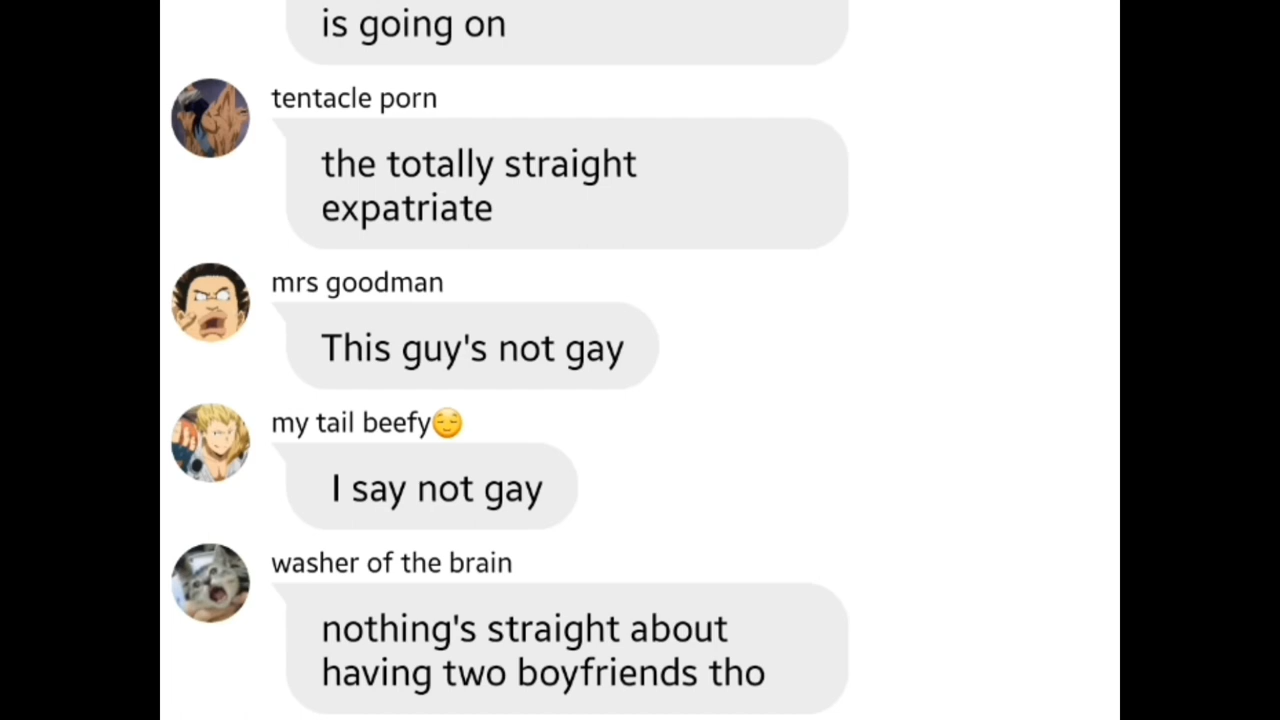 is going on
tentacle porn
the totally straight
expatriate
mrs goodman
This guy's not gay
my tail beefy😌
I say not gay
washer of the brain
nothing's straight about
having two boyfriends tho